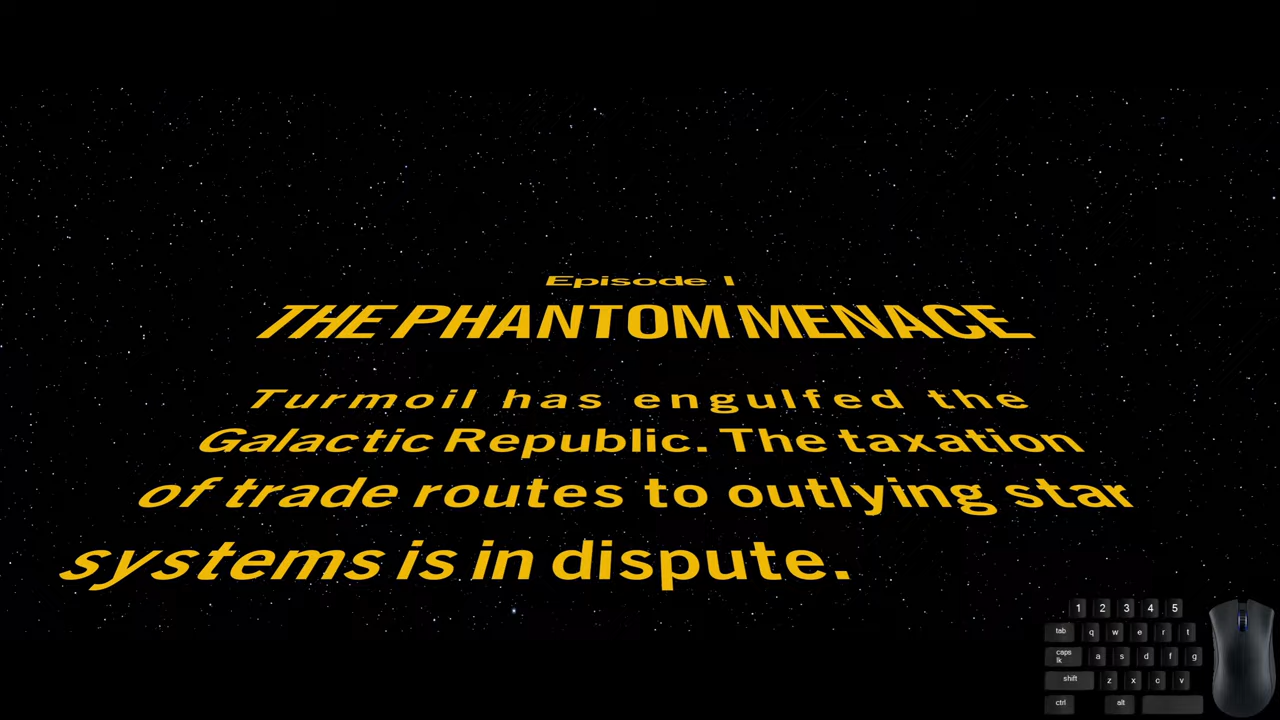 Episode I
THE PHANTOM MENACE
Turmoil has engulfed the
Galactic Republic. The taxation
of trade routes to outlying star
systems is in dispute.
1 2 3 4 5
tab q w e r t
caps lk a s d f g
shift z x c v
ctrl alt